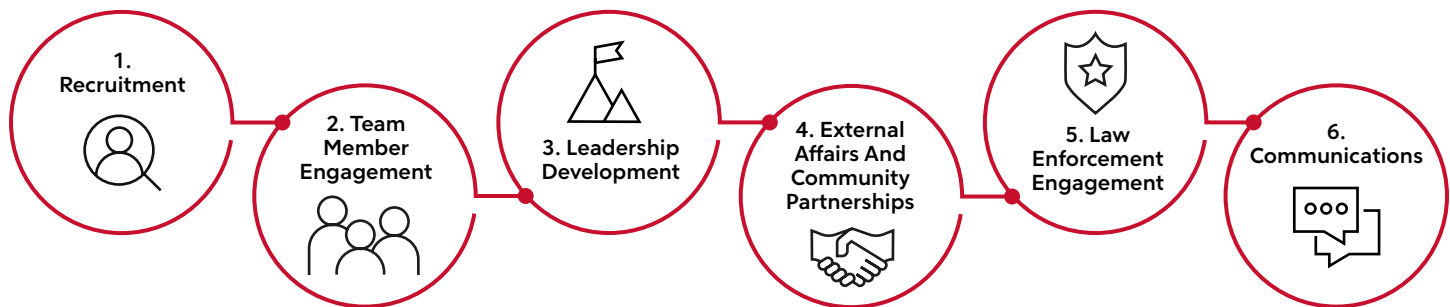 1.
Recruitment
2. Team
Member
Engagement
3. Leadership
Development
4. External
Affairs And
Community
Partnerships
5. Law
Enforcement
Engagement
6.
Communications